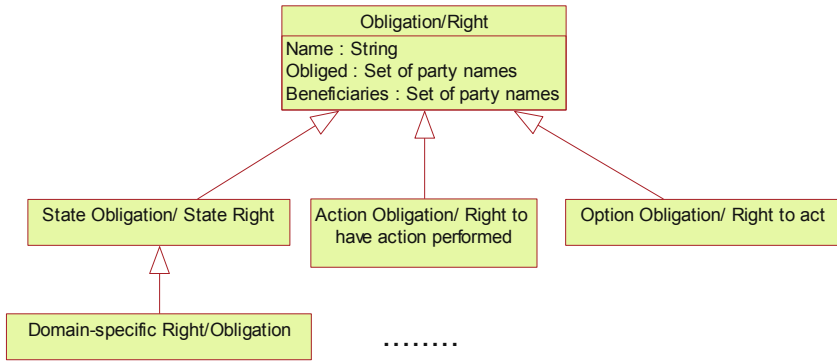 Obligation/Right
Name : String
Obliged : Set of party names
Beneficiaries : Set of party names
State Obligation/ State Right
Action Obligation/ Right to
have action performed
Option Obligation/ Right to act
Domain-specific Right/Obligation
........